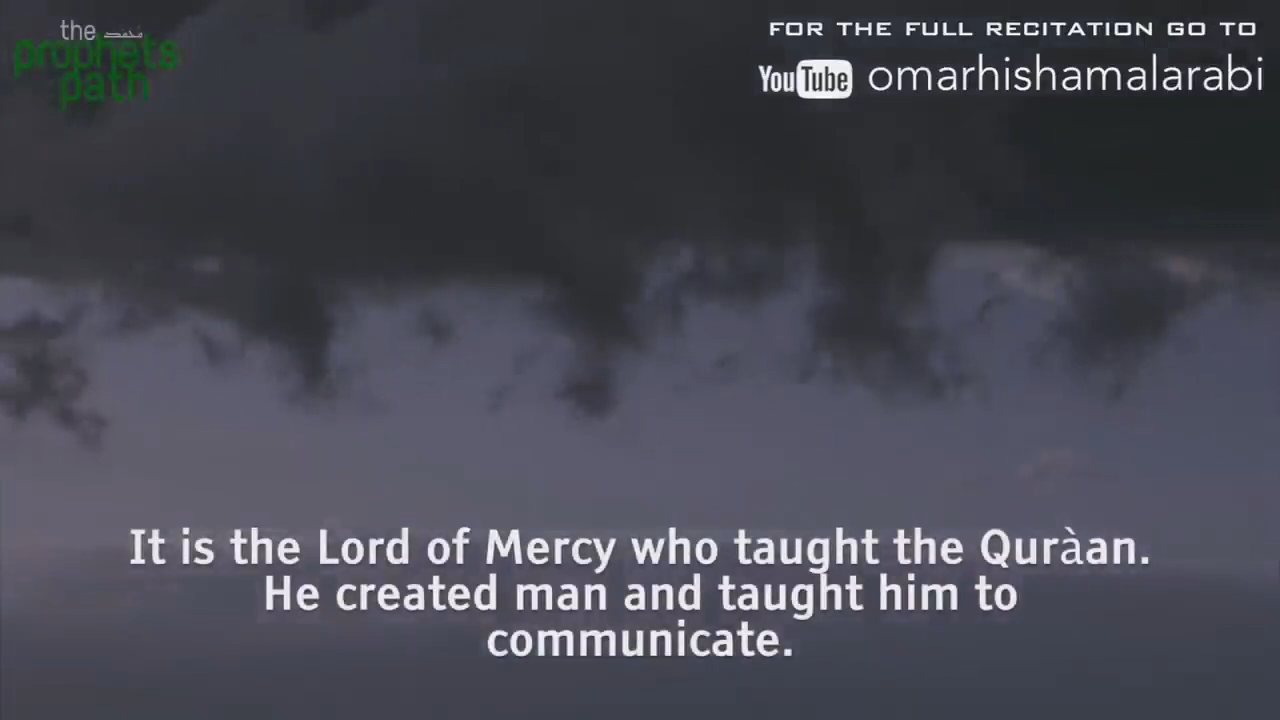 the محمد
prophets
path
FOR THE FULL RECITATION GO TO
YouTube omarhishamalarabi
It is the Lord of Mercy who taught the Quràan.
He created man and taught him to
communicate.